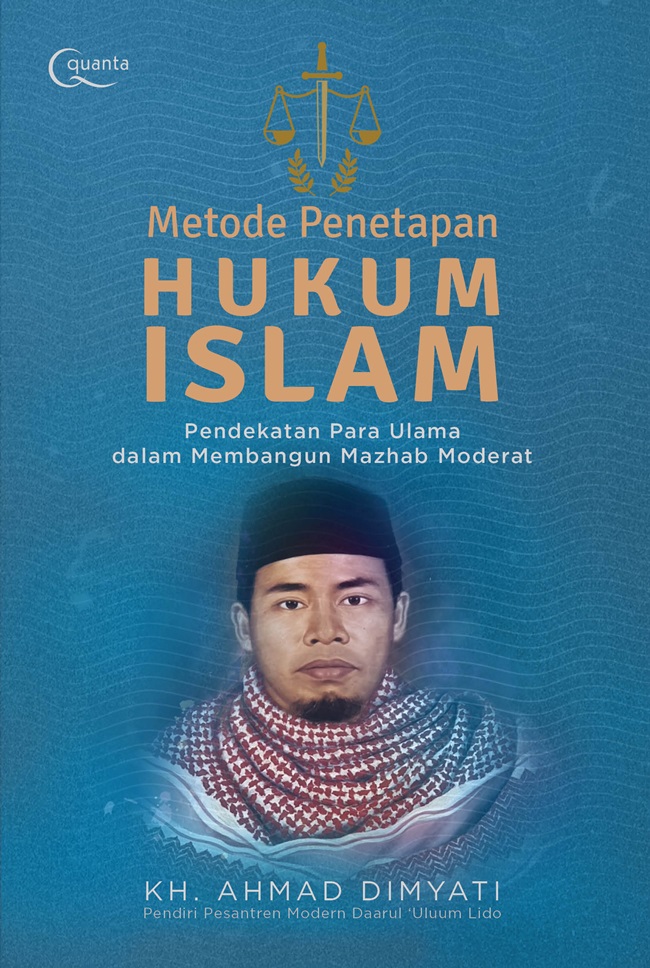 quanta
Metode Penetapan
HUKUM
ISLAM
Pendekatan Para Ulama
dalam Membangun Mazhab Moderat
KH. AHMAD DIMYATI
Pendiri Pesantren Modern Daarul ‘Uluum Lido